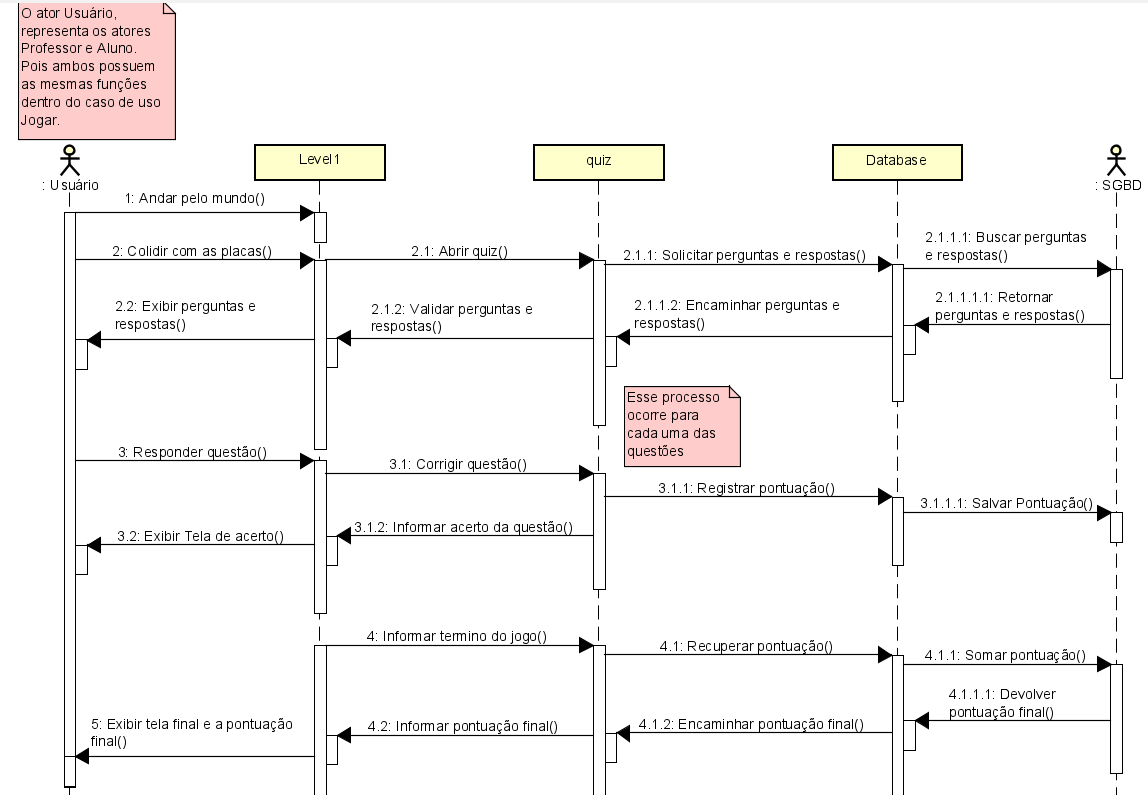 O ator Usuário,
representa os atores
Professor e Aluno.
Pois ambos possuem
as mesmas funções
dentro do caso de uso
Jogar.
: Usuário
Level1
quiz
Database
: SGBD
1: Andar pelo mundo()
2: Colidir com as placas()
2.1: Abrir quiz()
2.1.1: Solicitar perguntas e respostas()
2.1.1.1: Buscar perguntas
e respostas()
2.2: Exibir perguntas e
respostas()
2.1.2: Validar perguntas e
respostas()
2.1.1.2: Encaminhar perguntas e
respostas()
2.1.1.1.1: Retornar
perguntas e respostas()
Esse processo
ocorre para
cada uma das
questões
3: Responder questão()
3.1: Corrigir questão()
3.1.1: Registrar pontuação()
3.1.1.1: Salvar Pontuação()
3.2: Exibir Tela de acerto()
3.1.2: Informar acerto da questão()
4: Informar termino do jogo()
4.1: Recuperar pontuação()
4.1.1: Somar pontuação()
4.1.1.1: Devolver
pontuação final()
5: Exibir tela final e a pontuação
final()
4.2: Informar pontuação final()
4.1.2: Encaminhar pontuação final()